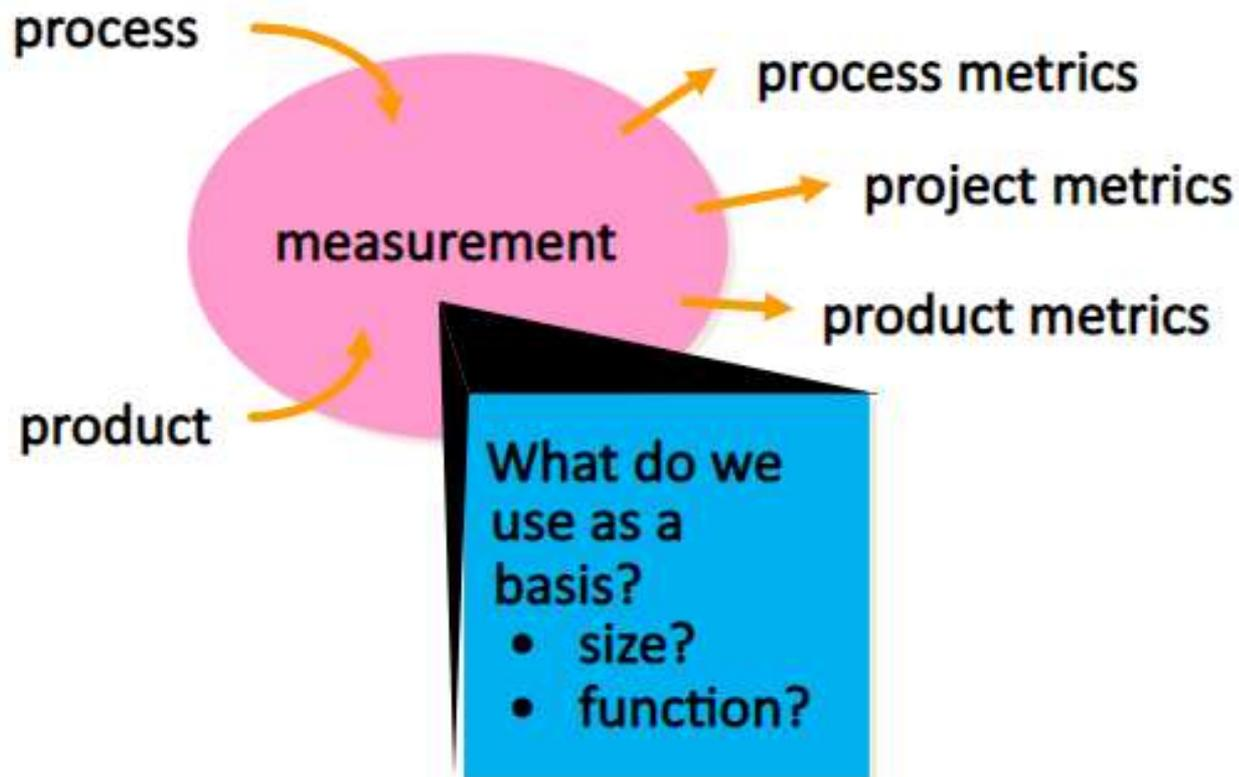 process
process metrics
project metrics
measurement
product metrics
product
What do we
use as a
basis?
• size?
• function?